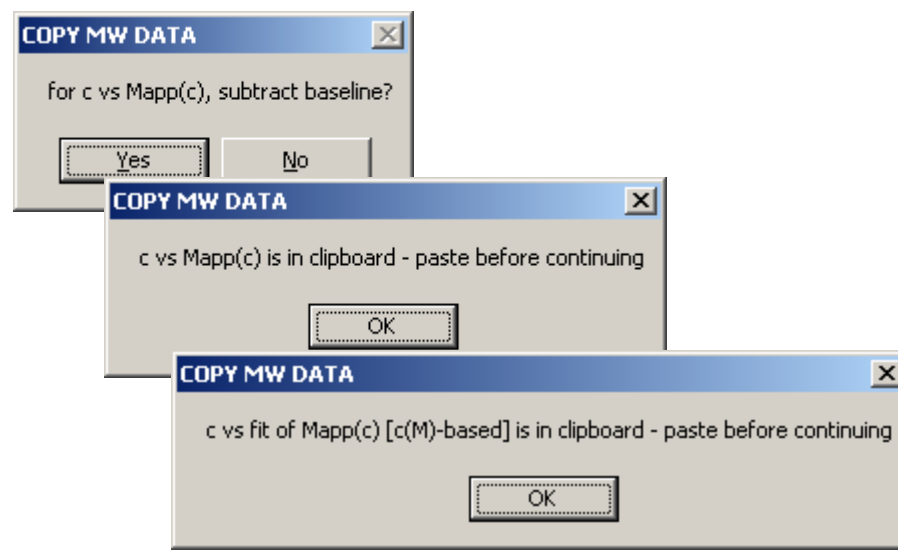 COPY MW DATA
for c vs Mapp(c), subtract baseline?
Yes No
COPY MW DATA
c vs Mapp(c) is in clipboard - paste before continuing
OK
COPY MW DATA
c vs fit of Mapp(c) [c(M)-based] is in clipboard - paste before continuing
OK